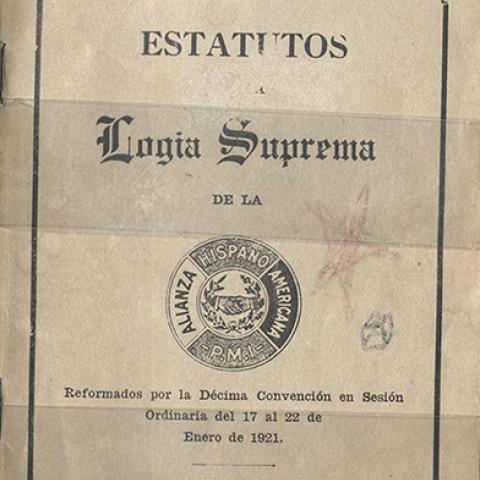 ESTATUTOS
Logia Suprema
DE LA
ALIANZA HISPANO AMERICANA
-P.M.I-
Reformados por la Décima Convención en Sesión
Ordinaria del 17 al 22 de
Enero de 1921.